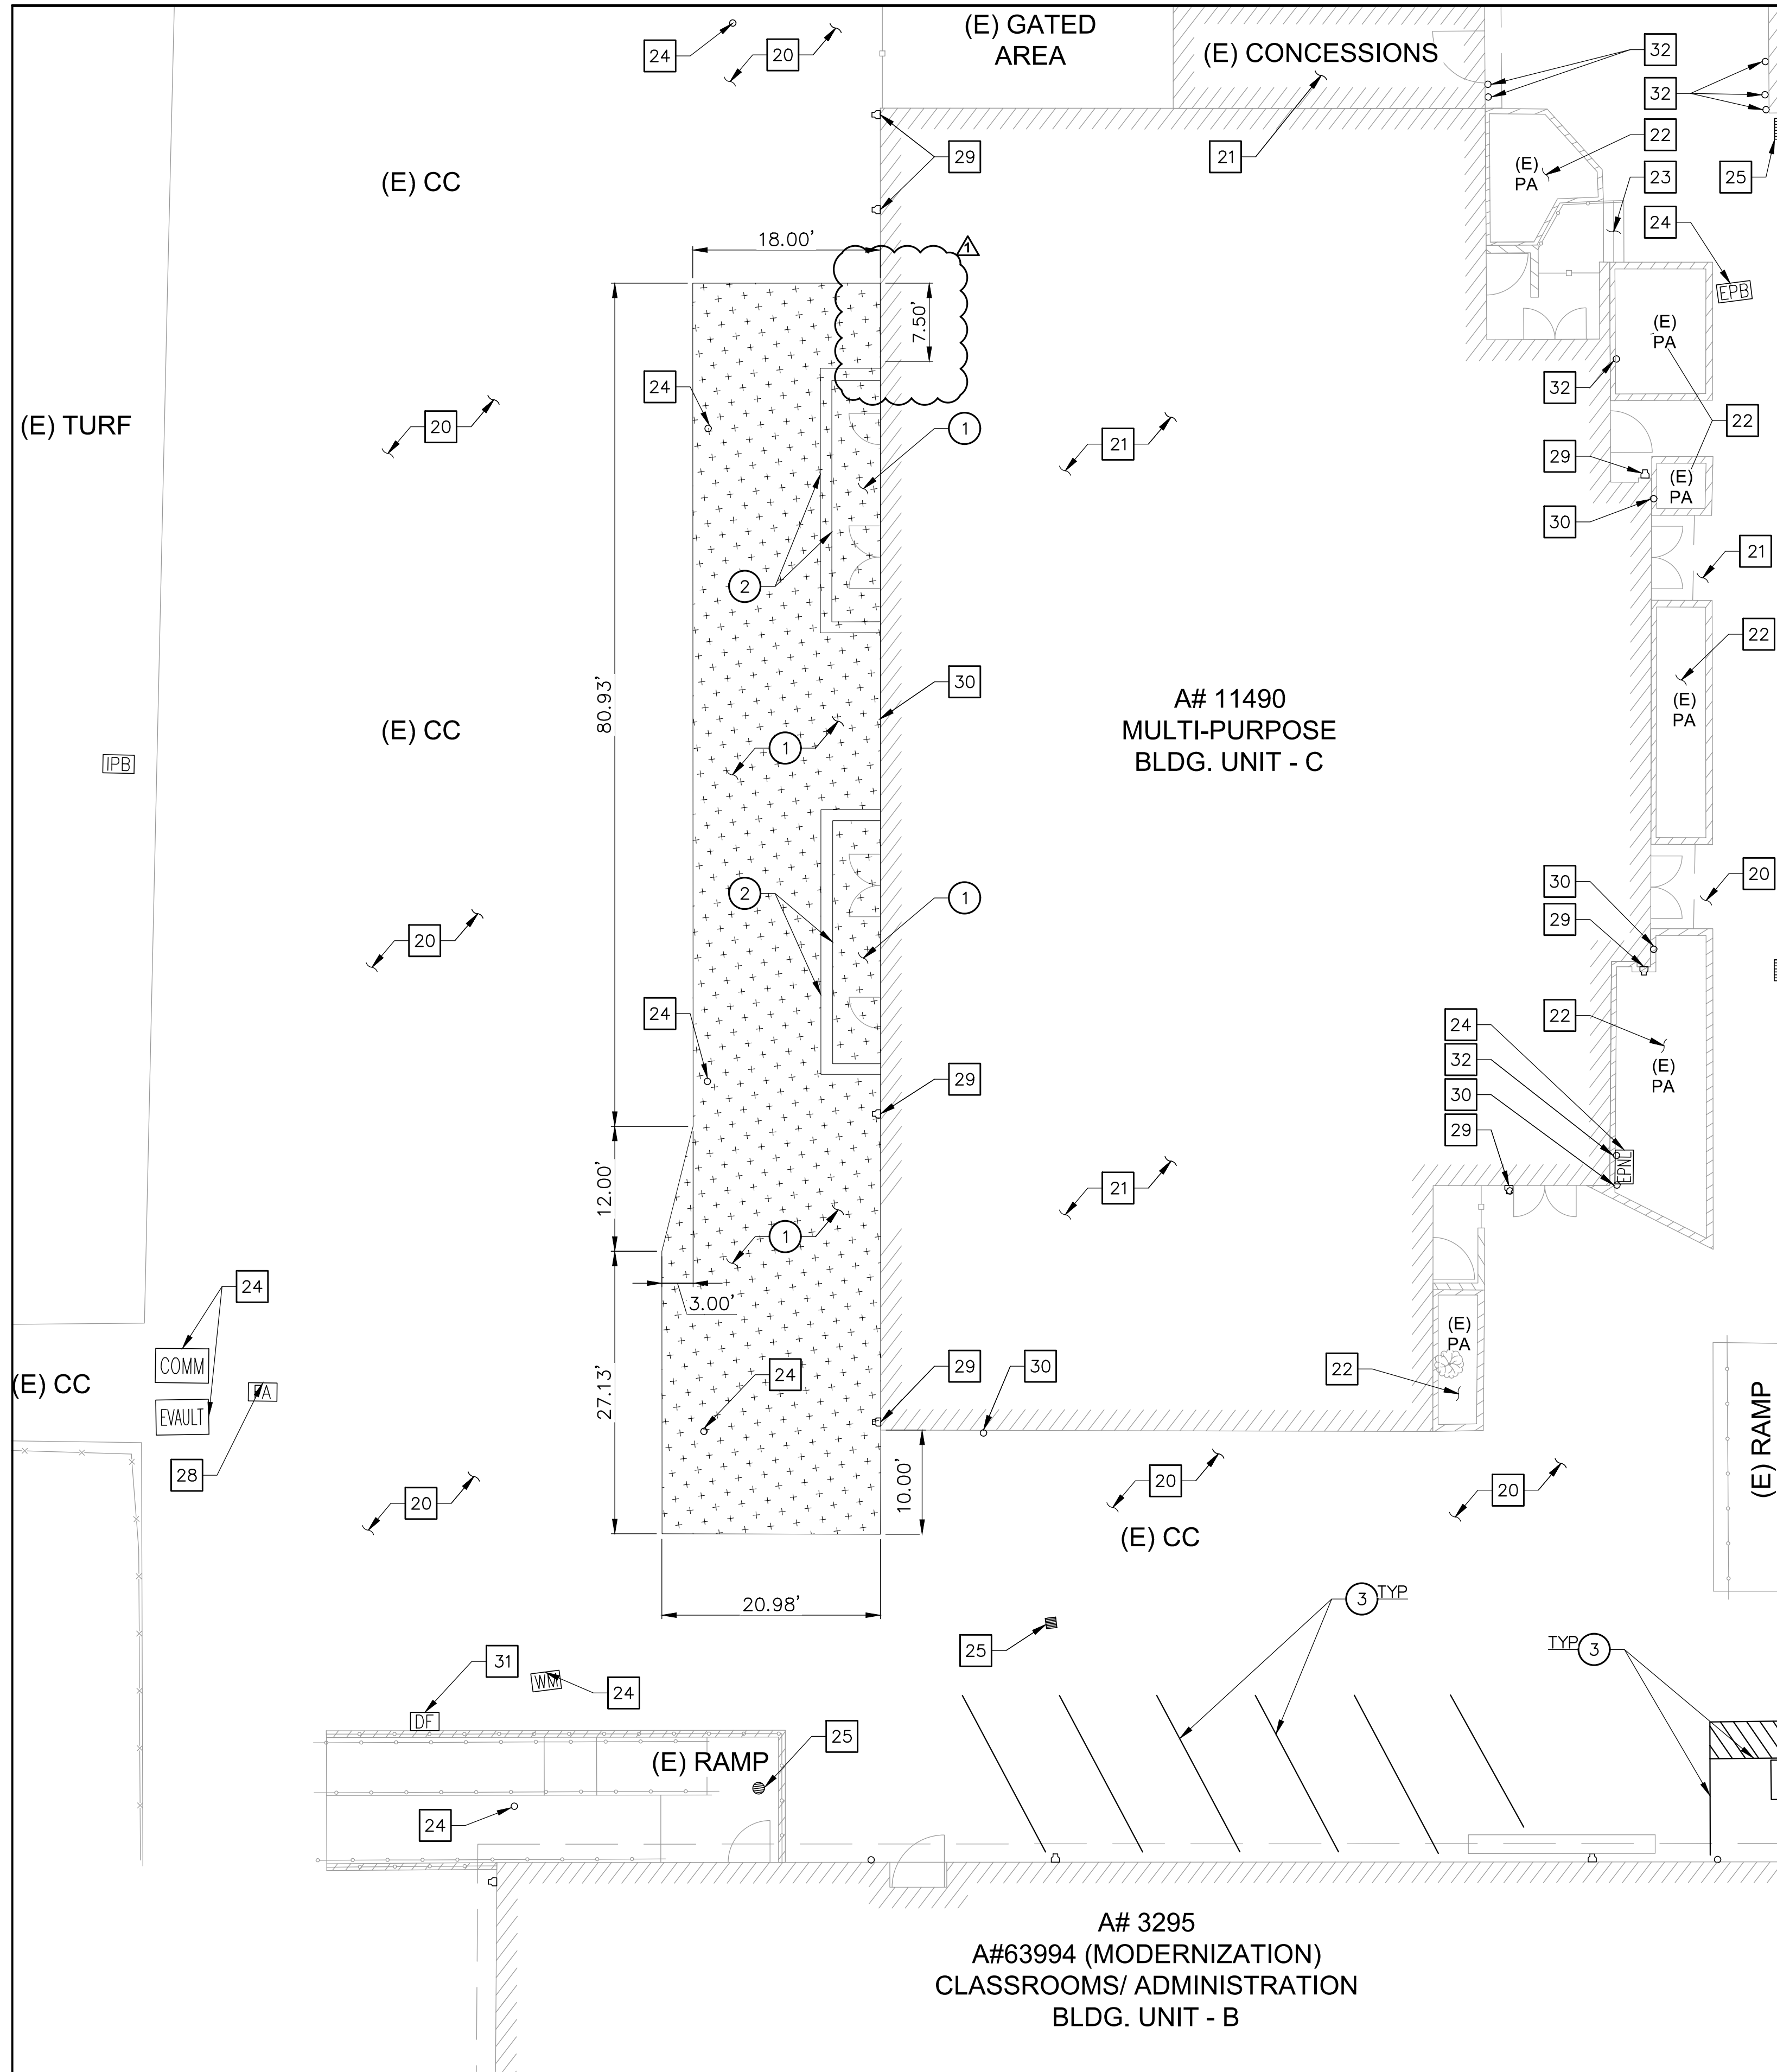 (E) GATED
AREA
(E) CONCESSIONS
24
20
32
32
29
21
22
(E)
PA
23
25
24
EPB
(E) CC
18.00'
1
7.50'
(E)
PA
32
24
(E) TURF
20
1
21
22
29
(E)
PA
30
21
2
80.93'
30
22
(E)
PA
A# 11490
MULTI-PURPOSE
BLDG. UNIT - C
(E) CC
1
IPB
2
1
30
20
29
20
24
22
24
32
30
29
(E)
PA
EPNL
29
12.00'
21
1
3.00'
24
COMM
EVAULT
(E) CC
PA
28
27.13'
24
29
30
22
(E)
PA
(E) RAMP
20
10.00'
20
20
(E) CC
20.98'
3
TYP
TYP
3
25
31
WM
24
DF
(E) RAMP
25
24
A# 3295
A#63994 (MODERNIZATION)
CLASSROOMS/ ADMINISTRATION
BLDG. UNIT - B